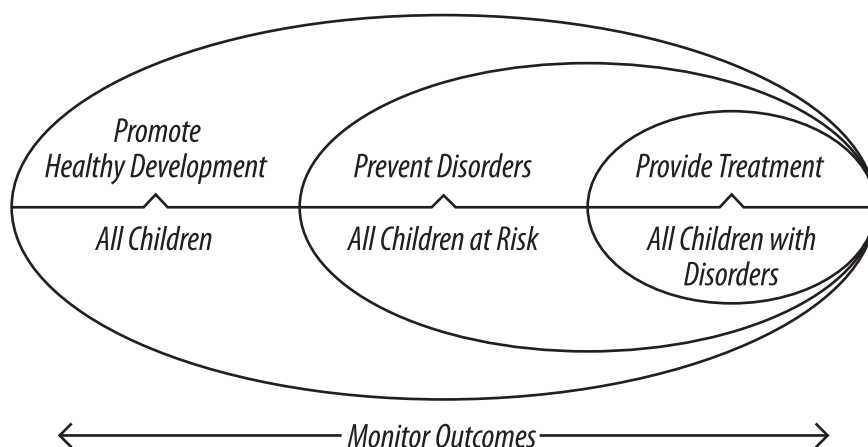 Promote
Healthy Development
Prevent Disorders
Provide Treatment
All Children
All Children at Risk
All Children with
Disorders
Monitor Outcomes